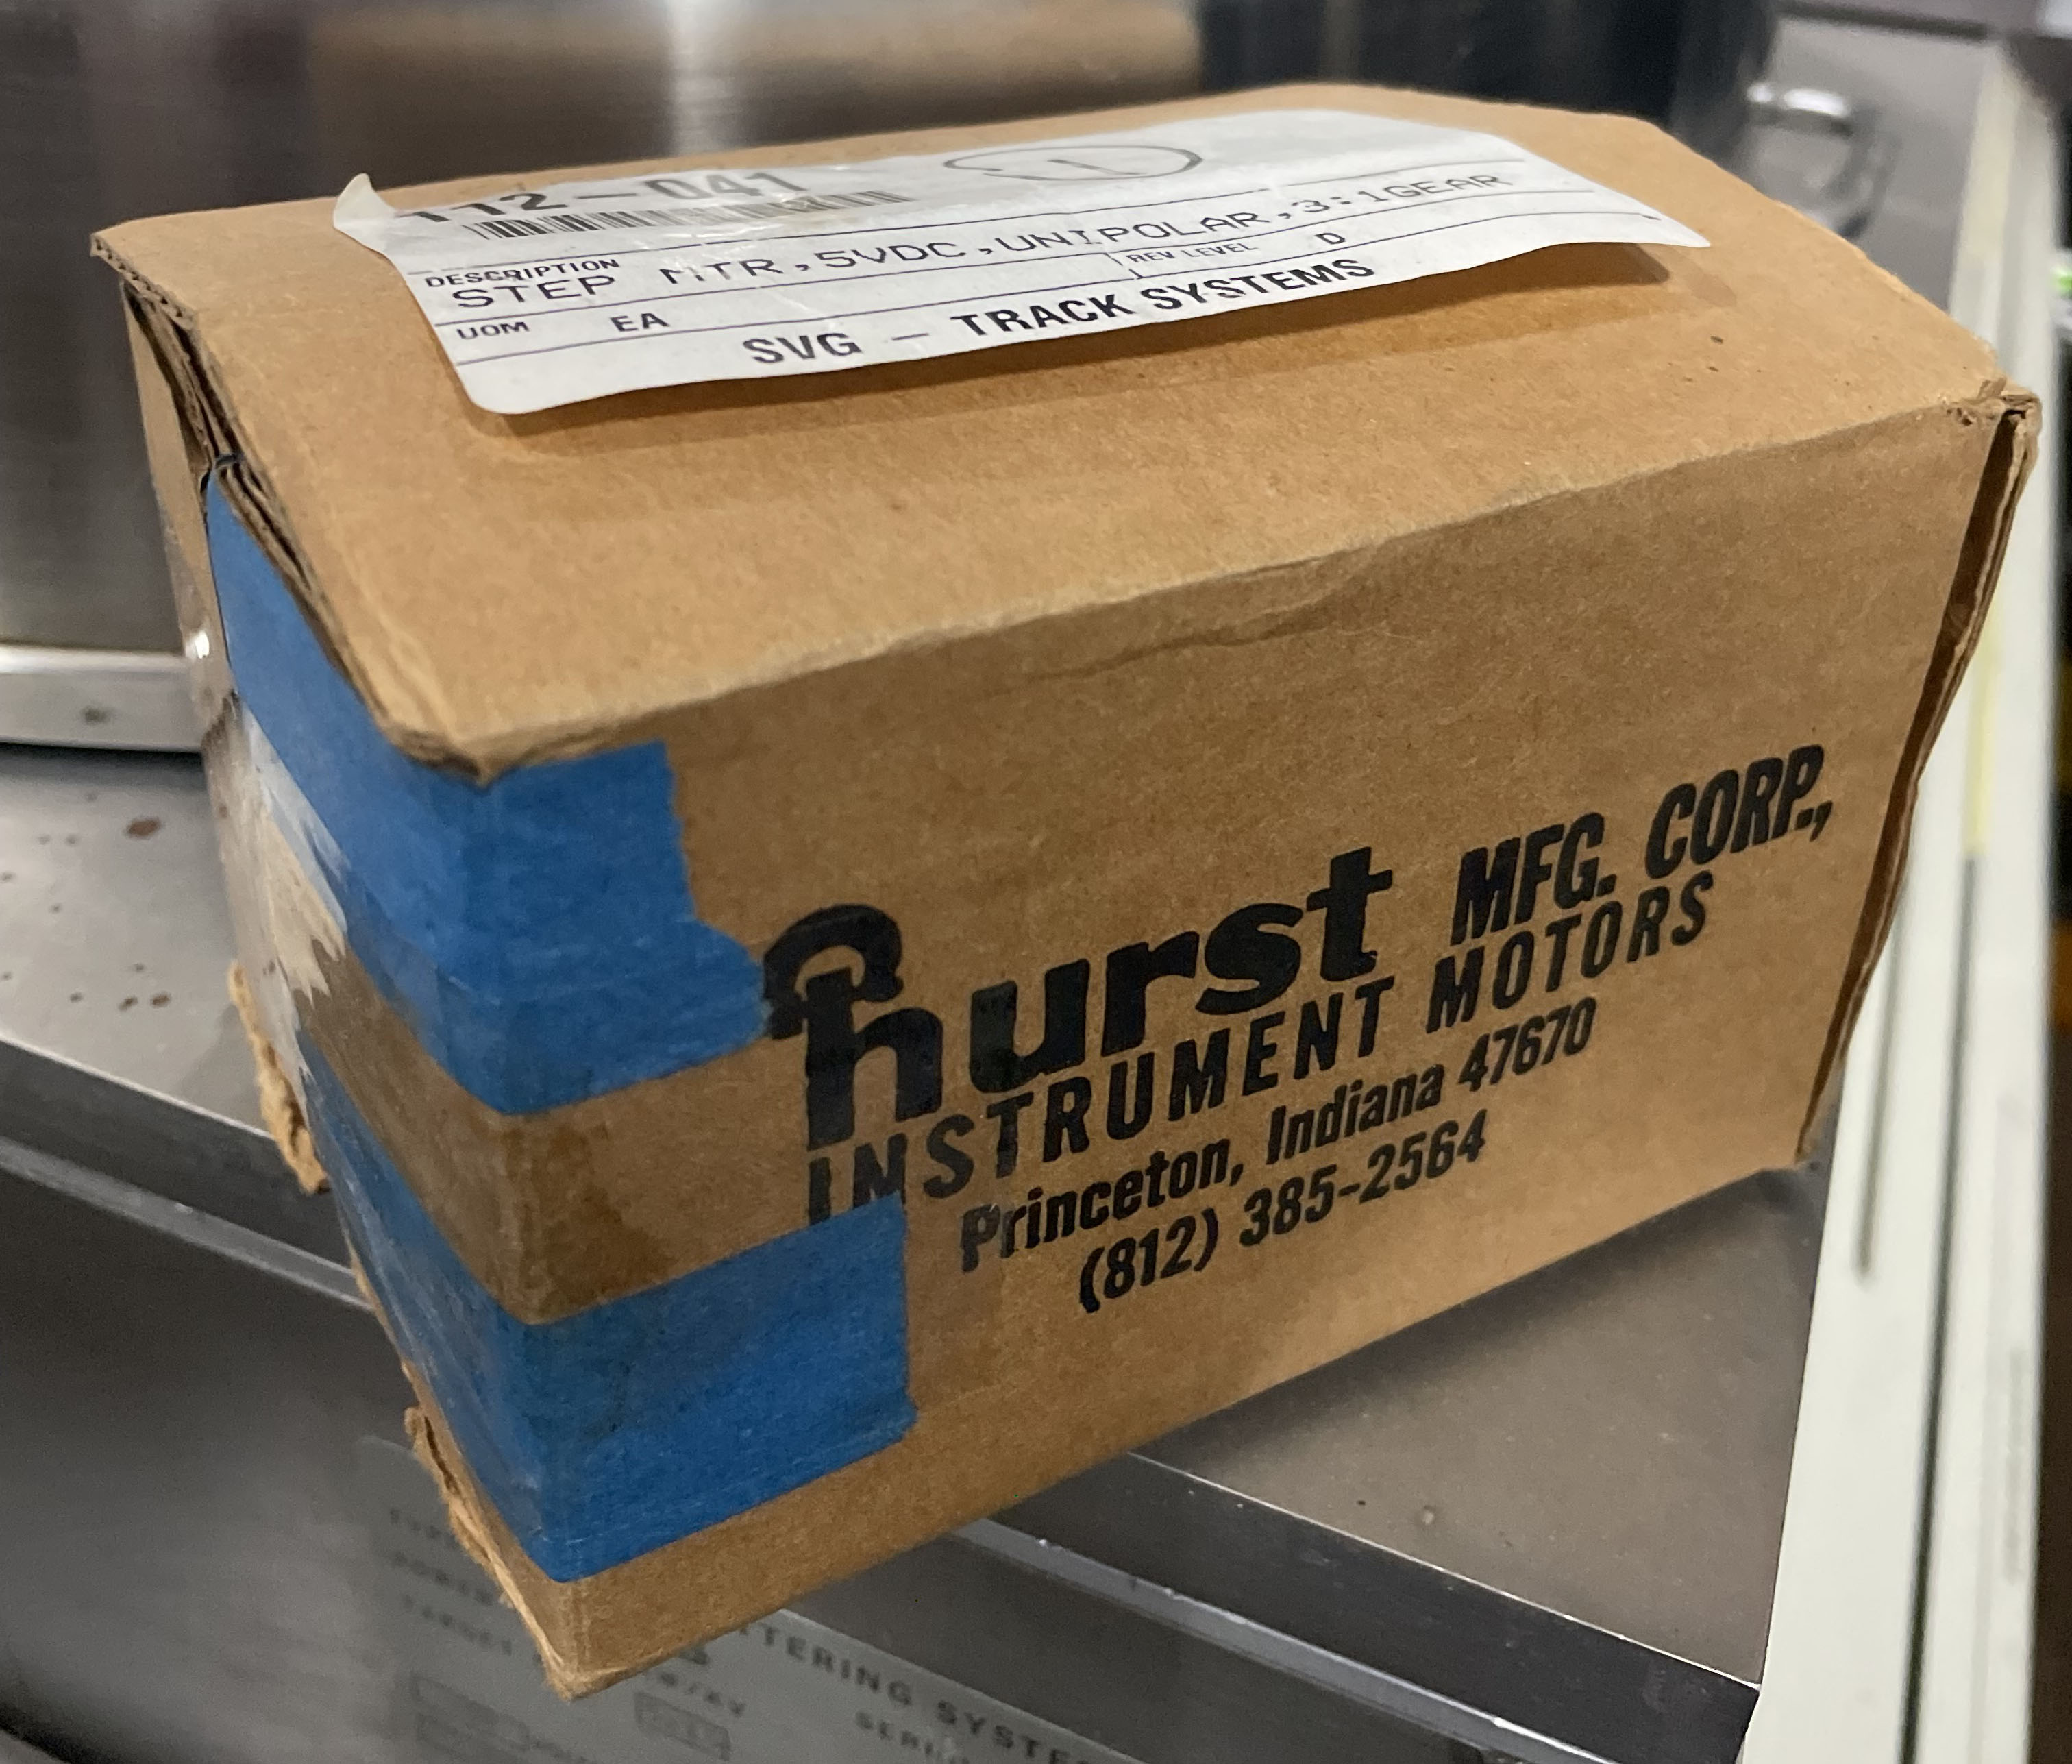 112-041
1
DESCRIPTION
STEP MTR,5VDC,UNIPOLAR,3:1GEAR
UOM EA REV LEVEL D
SVG - TRACK SYSTEMS
hurst MFG. CORP.,
INSTRUMENT MOTORS
Princeton, Indiana 47670
(812) 385-2564